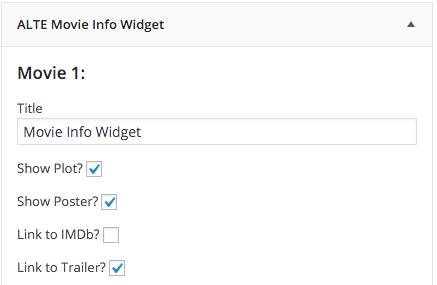 ALTE Movie Info Widget
Movie 1:
Title
Movie Info Widget
Show Plot?
Show Poster?
Link to IMDb?
Link to Trailer?